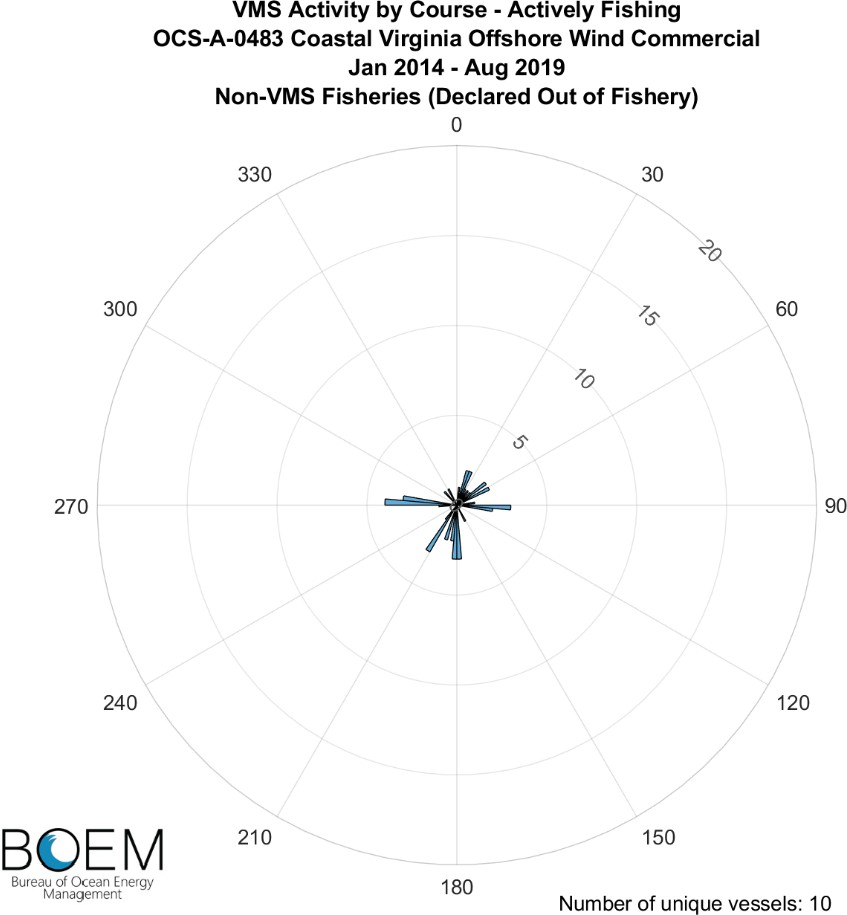 VMS Activity by Course - Actively Fishing
OCS-A-0483 Coastal Virginia Offshore Wind Commercial
Jan 2014 - Aug 2019
Non-VMS Fisheries (Declared Out of Fishery)
0
330
30
20
300
60
15
10
5
270
90
240
120
210
150
180
BOEM
Bureau of Ocean Energy
Management
Number of unique vessels: 10